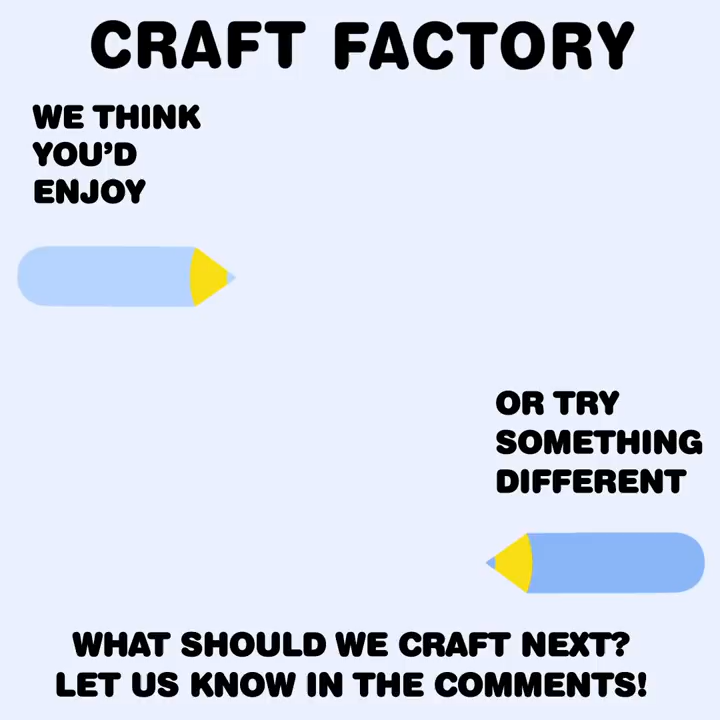 CRAFT FACTORY
WE THINK
YOU’D
ENJOY
OR TRY
SOMETHING
DIFFERENT
WHAT SHOULD WE CRAFT NEXT?
LET US KNOW IN THE COMMENTS!